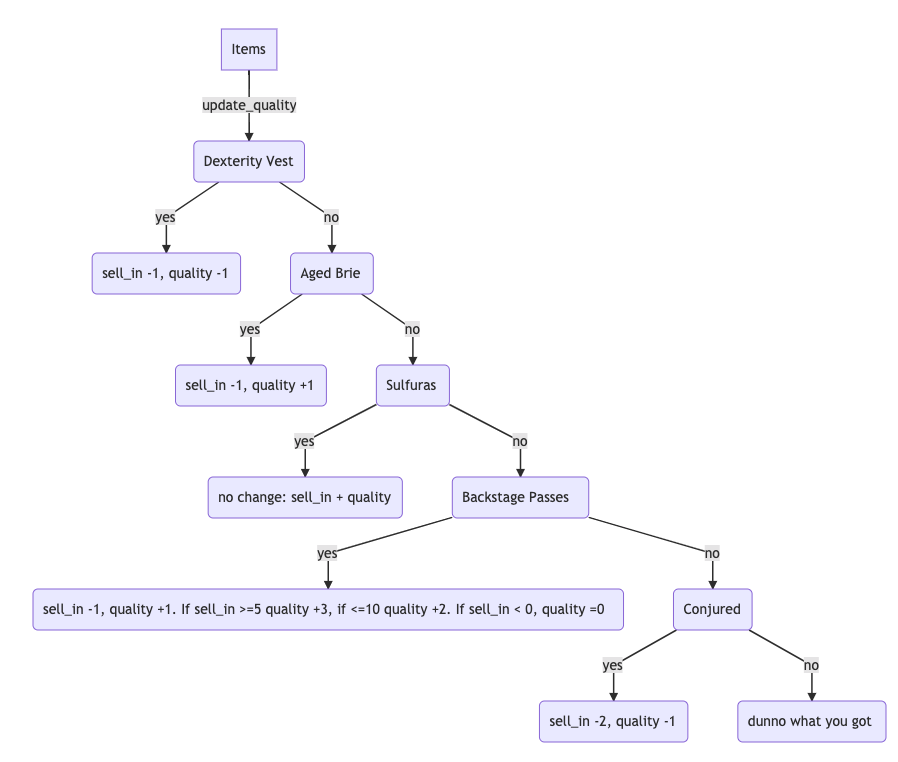 Items
update_quality
Dexterity Vest
yes
no
sell_in -1, quality -1
Aged Brie
yes
no
sell_in -1, quality +1
Sulfuras
yes
no
no change: sell_in + quality
Backstage Passes
yes
no
sell_in -1, quality +1. If sell_in >=5 quality +3, if <=10 quality +2. If sell_in < 0, quality =0
Conjured
yes
no
sell_in -2, quality -1
dunno what you got